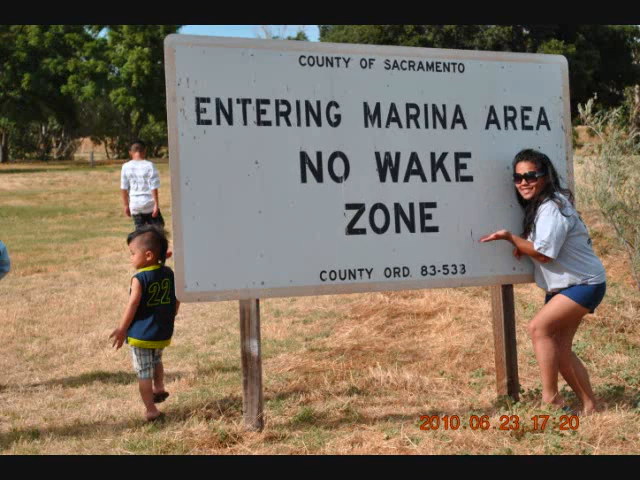 COUNTY OF SACRAMENTO
ENTERING MARINA AREA
NO WAKE
ZONE
COUNTY ORD. 83-533
22
2010.06.23 17:20